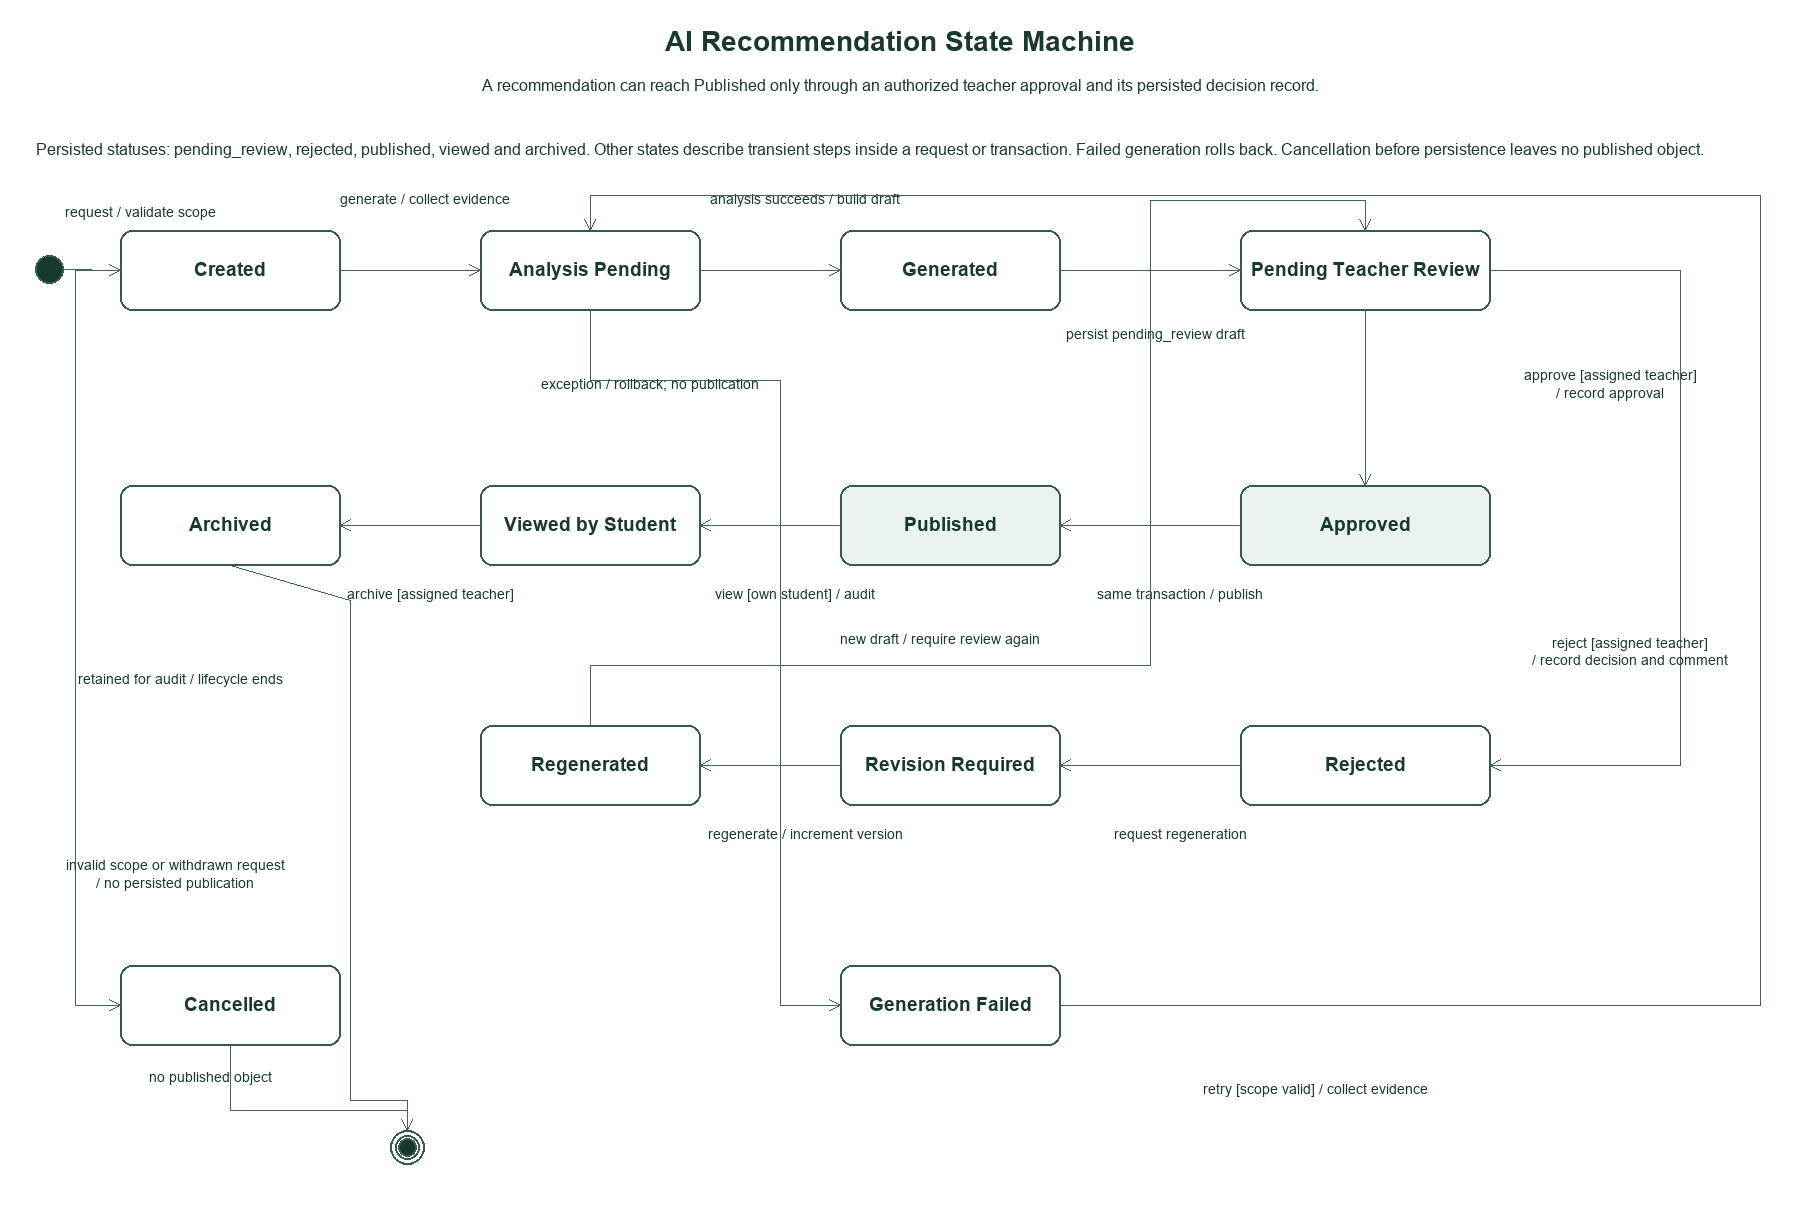 AI Recommendation State Machine
A recommendation can reach Published only through an authorized teacher approval and its persisted decision record.
Persisted statuses: pending_review, rejected, published, viewed and archived. Other states describe transient steps inside a request or transaction. Failed generation rolls back. Cancellation before persistence leaves no published object.
generate / collect evidence
analysis succeeds / build draft
request / validate scope
Created
Analysis Pending
Generated
Pending Teacher Review
persist pending_review draft
exception / rollback; no publication
approve [assigned teacher]
/ record approval
Archived
Viewed by Student
Published
Approved
archive [assigned teacher]
view [own student] / audit
same transaction / publish
new draft / require review again
reject [assigned teacher]
/ record decision and comment
retained for audit / lifecycle ends
Regenerated
Revision Required
Rejected
regenerate / increment version
request regeneration
invalid scope or withdrawn request
/ no persisted publication
Cancelled
Generation Failed
no published object
retry [scope valid] / collect evidence